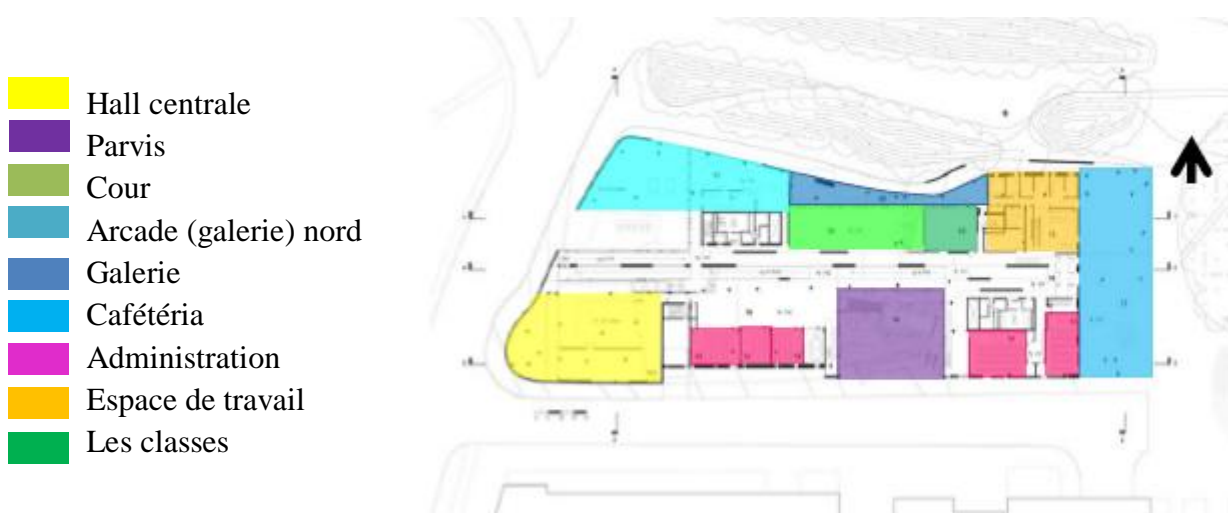 Hall centrale
Parvis
Cour
Arcade (galerie) nord
Galerie
Cafétéria
Administration
Espace de travail
Les classes